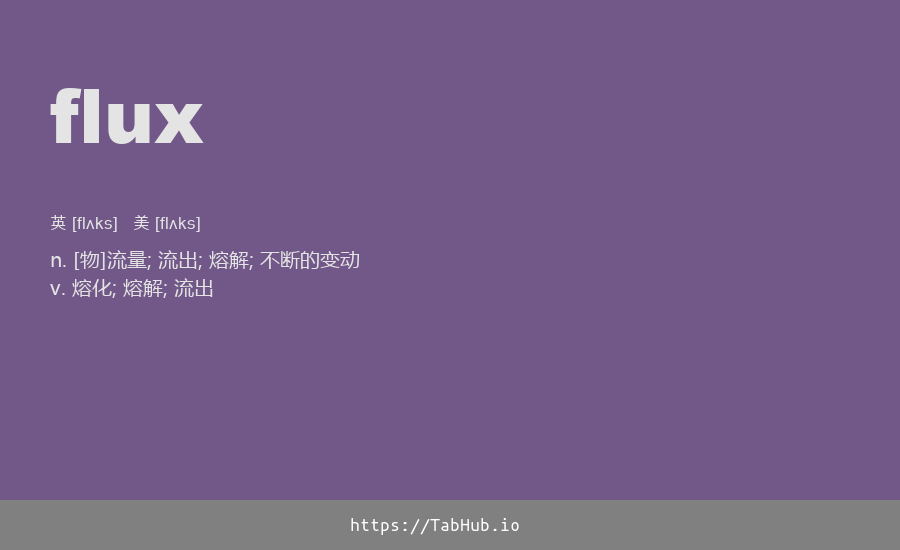 flux
英 [flʌks] 美 [flʌks]
n. [物]流量; 流出; 熔解; 不断的变动
v. 熔化; 熔解; 流出
https://TabHub.io